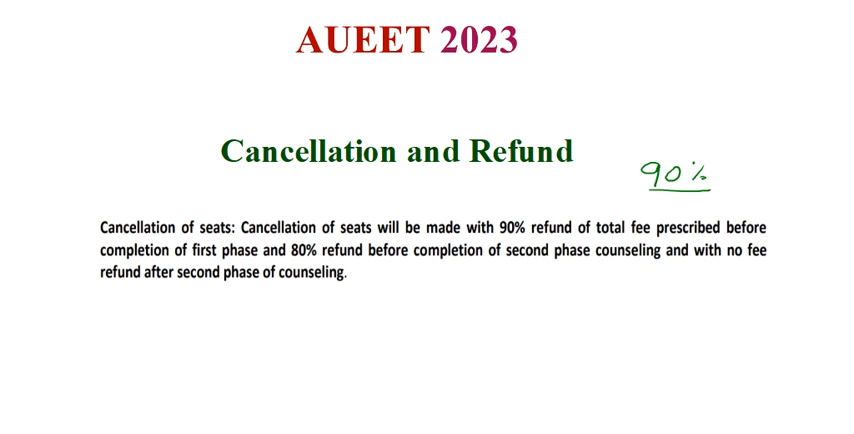 AUEET 2023
Cancellation and Refund
90%
Cancellation of seats: Cancellation of seats will be made with 90% refund of total fee prescribed before
completion of first phase and 80% refund before completion of second phase counseling and with no fee
refund after second phase of counseling.